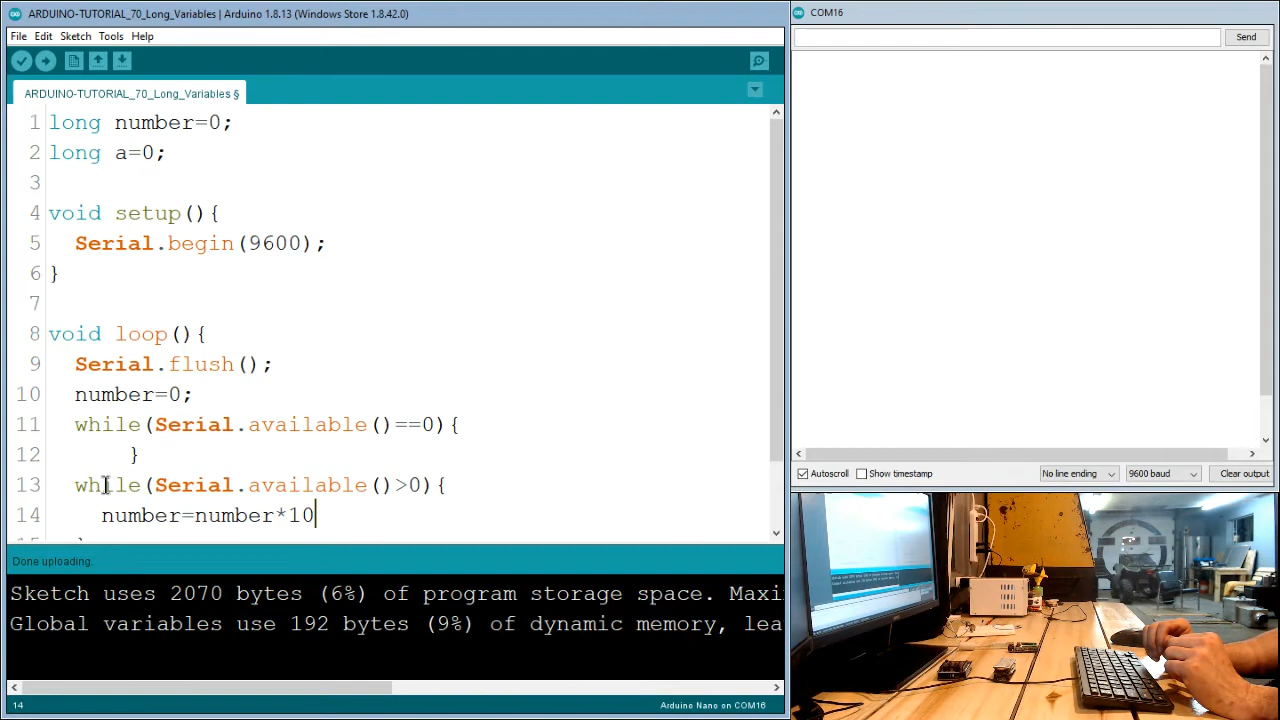 ARDUINO-TUTORIAL_70_Long_Variables | Arduino 1.8.13 (Windows Store 1.8.42.0)
File Edit Sketch Tools Help
ARDUINO-TUTORIAL_70_Long_Variables §
1 long number=0;
2 long a=0;
3
4 void setup(){
5 Serial.begin(9600);
6 }
7
8 void loop(){
9 Serial.flush();
10 number=0;
11 while(Serial.available()==0){
12 }
13 while(Serial.available()>0){
14 number=number*10
Done uploading.
Sketch uses 2070 bytes (6%) of program storage space. Maxi
Global variables use 192 bytes (9%) of dynamic memory, lea
14
Arduino Nano on COM16
COM16
Send
Autoscroll Show timestamp No line ending 9600 baud Clear output